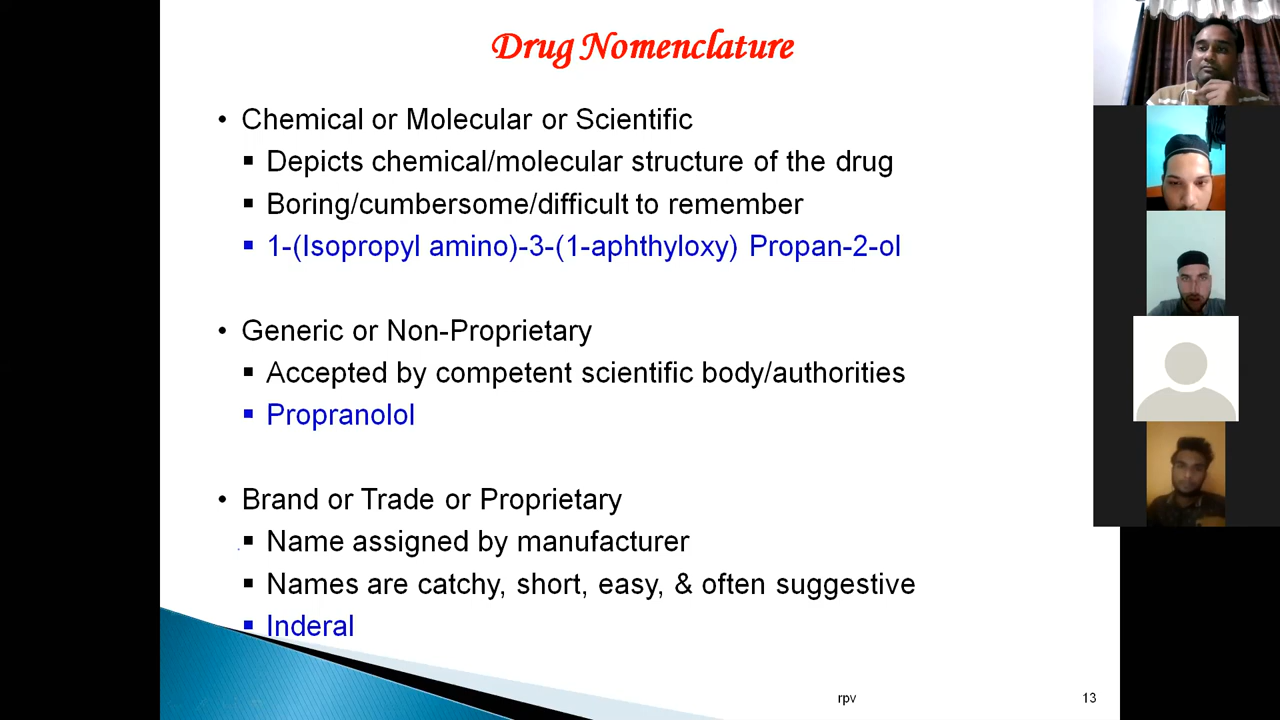 Drug Nomenclature
• Chemical or Molecular or Scientific
▪ Depicts chemical/molecular structure of the drug
▪ Boring/cumbersome/difficult to remember
▪ 1-(Isopropyl amino)-3-(1-aphthyloxy) Propan-2-ol
• Generic or Non-Proprietary
▪ Accepted by competent scientific body/authorities
▪ Propranolol
• Brand or Trade or Proprietary
▪ Name assigned by manufacturer
▪ Names are catchy, short, easy, & often suggestive
▪ Inderal
rpv
13